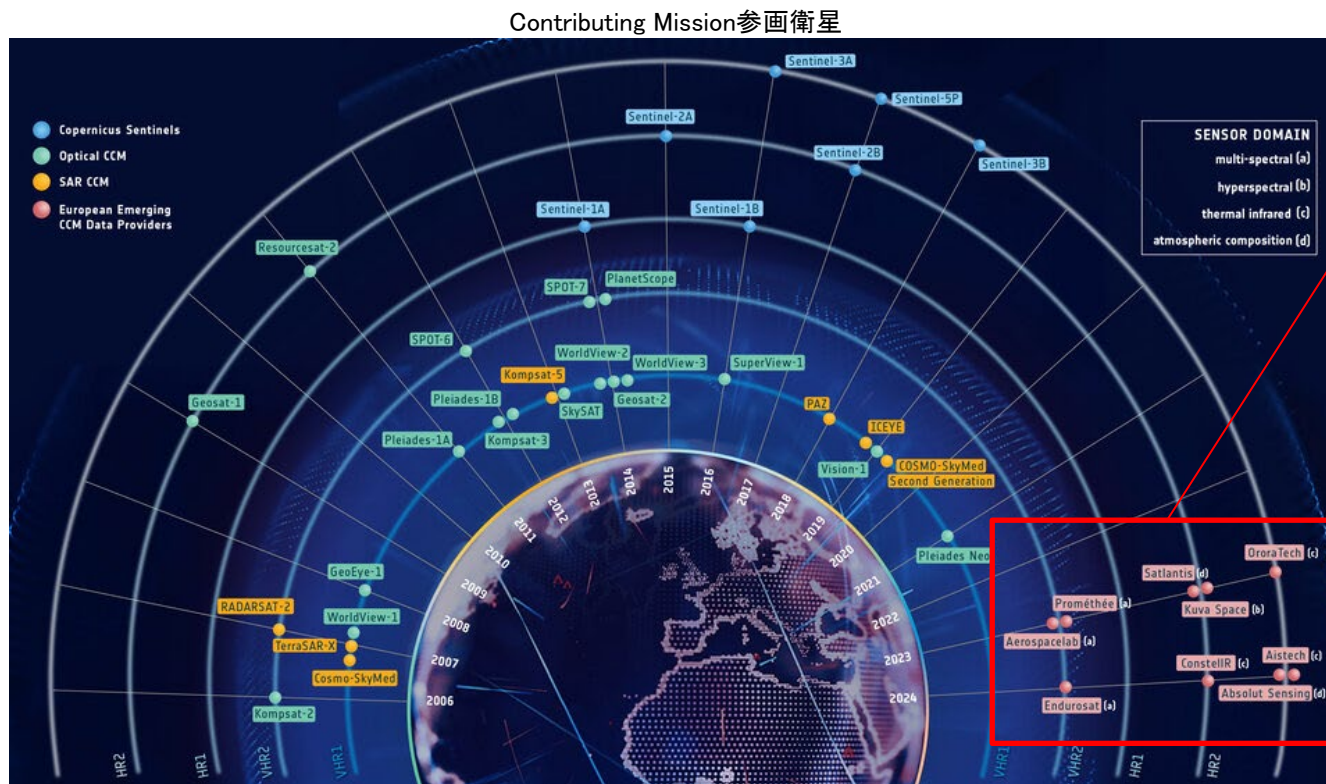 Contributing Mission参画衛星
Copernicus Sentinels
Optical CCM
SAR CCM
European Emerging
CCM Data Providers
SENSOR DOMAIN
multi-spectral (a)
hyperspectral (b)
thermal infrared (c)
atmospheric composition (d)
Sentinel-3A
Sentinel-5P
Sentinel-3B
Sentinel-2A
Sentinel-2B
Sentinel-1A
Sentinel-1B
Resourcesat-2
Geosat-1
SPOT-7
PlanetScope
SPOT-6
WorldView-2
WorldView-3
SuperView-1
Kompsat-5
Geosat-2
SkySAT
Pleiades-1B
Kompsat-3
Pleiades-1A
PAZ
ICEYE
Vision-1
COSMO-SkyMed
Second Generation
Pleiades Neo
GeoEye-1
RADARSAT-2
WorldView-1
TerraSAR-X
Cosmo-SkyMed
Kompsat-2
OroraTech (c)
Satlantis (d)
Kuva Space (b)
Prométhée (a)
Aerospacelab (a)
ConstellR (c)
Aistech (c)
Absolut Sensing (d)
Endurosat (a)
2006
2007
2008
2009
2010
2011
2012
2013
2014
2015
2016
2017
2018
2019
2020
2021
2022
2023
2024
HR2
HR1
VHR2
VHR1
VHR1
VHR2
HR1
HR2